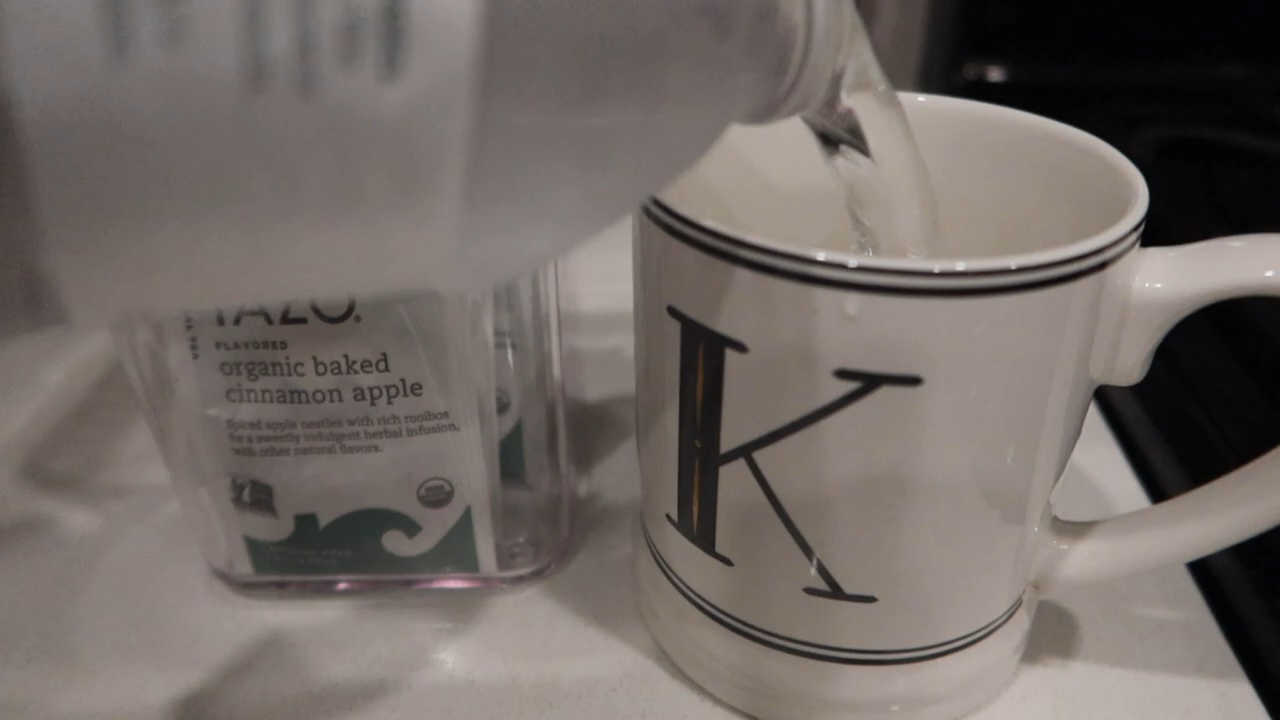 TAZO
FLAVORED
organic baked
cinnamon apple
Spiced apple nestles with rich rooibos
for a sweetly indulgent herbal infusion,
with other natural flavors.
USDA
K